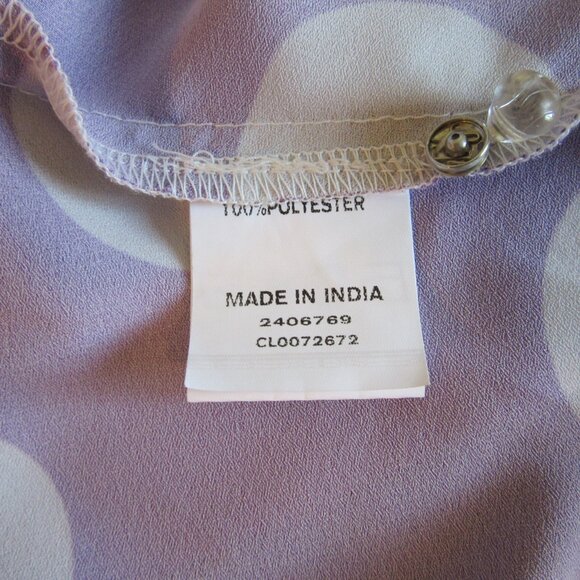 100%POLYESTER
MADE IN INDIA
2406769
CL0072672